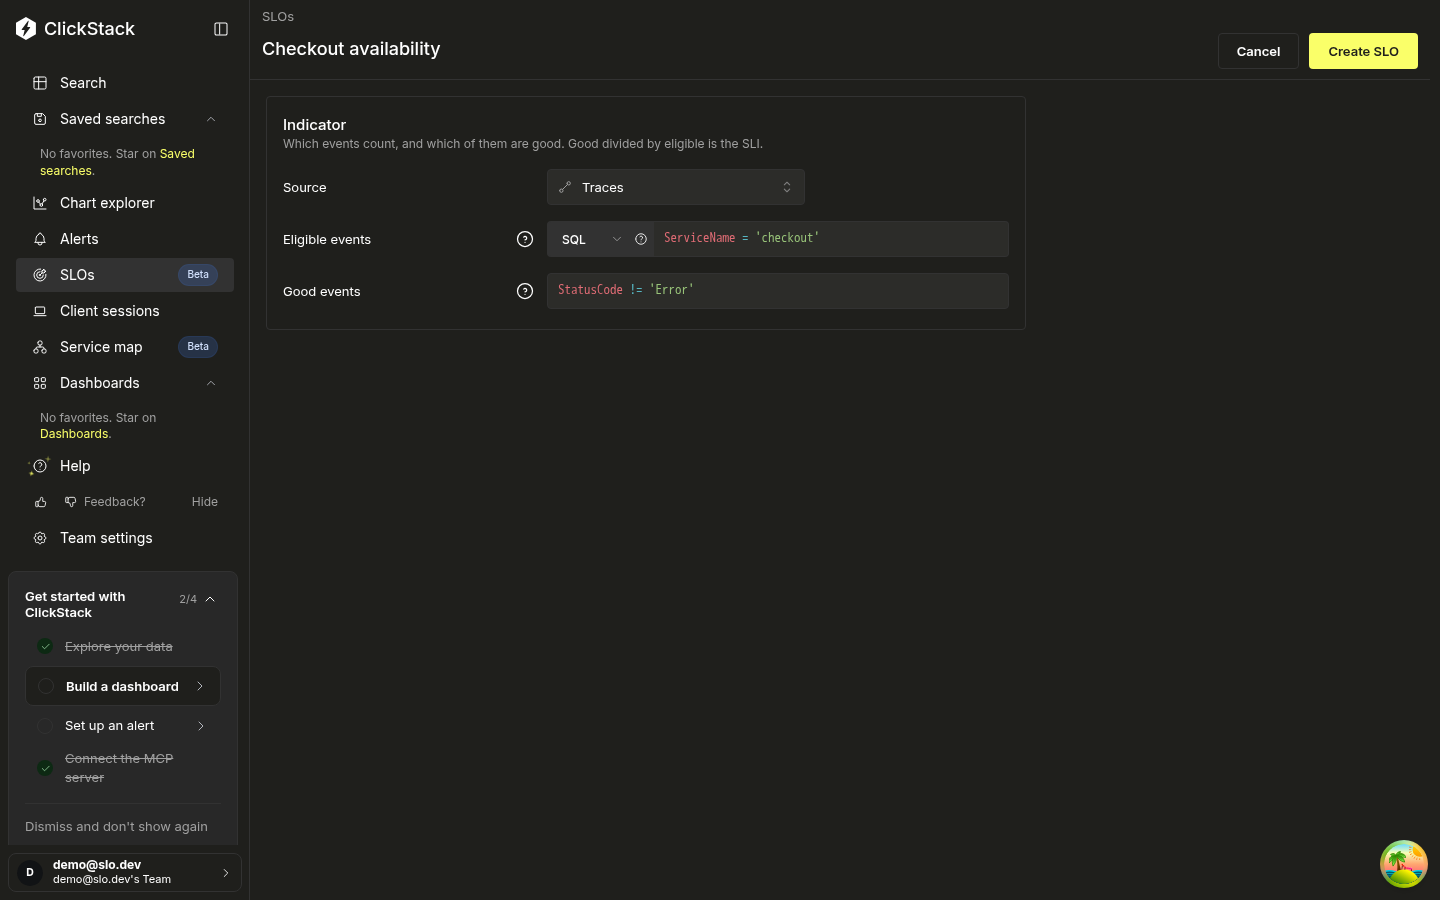 ClickStack
Search
Saved searches
No favorites. Star on Saved
searches.
Chart explorer
Alerts
SLOs
Beta
Client sessions
Service map
Beta
Dashboards
No favorites. Star on
Dashboards.
Help
Feedback?
Hide
Team settings
Get started with
ClickStack
2/4
Explore your data
Build a dashboard
Set up an alert
Connect the MCP
server
Dismiss and don't show again
D
demo@slo.dev
demo@slo.dev's Team
SLOs
Checkout availability
Cancel
Create SLO
Indicator
Which events count, and which of them are good. Good divided by eligible is the SLI.
Source
Traces
Eligible events
SQL
ServiceName = 'checkout'
Good events
StatusCode != 'Error'